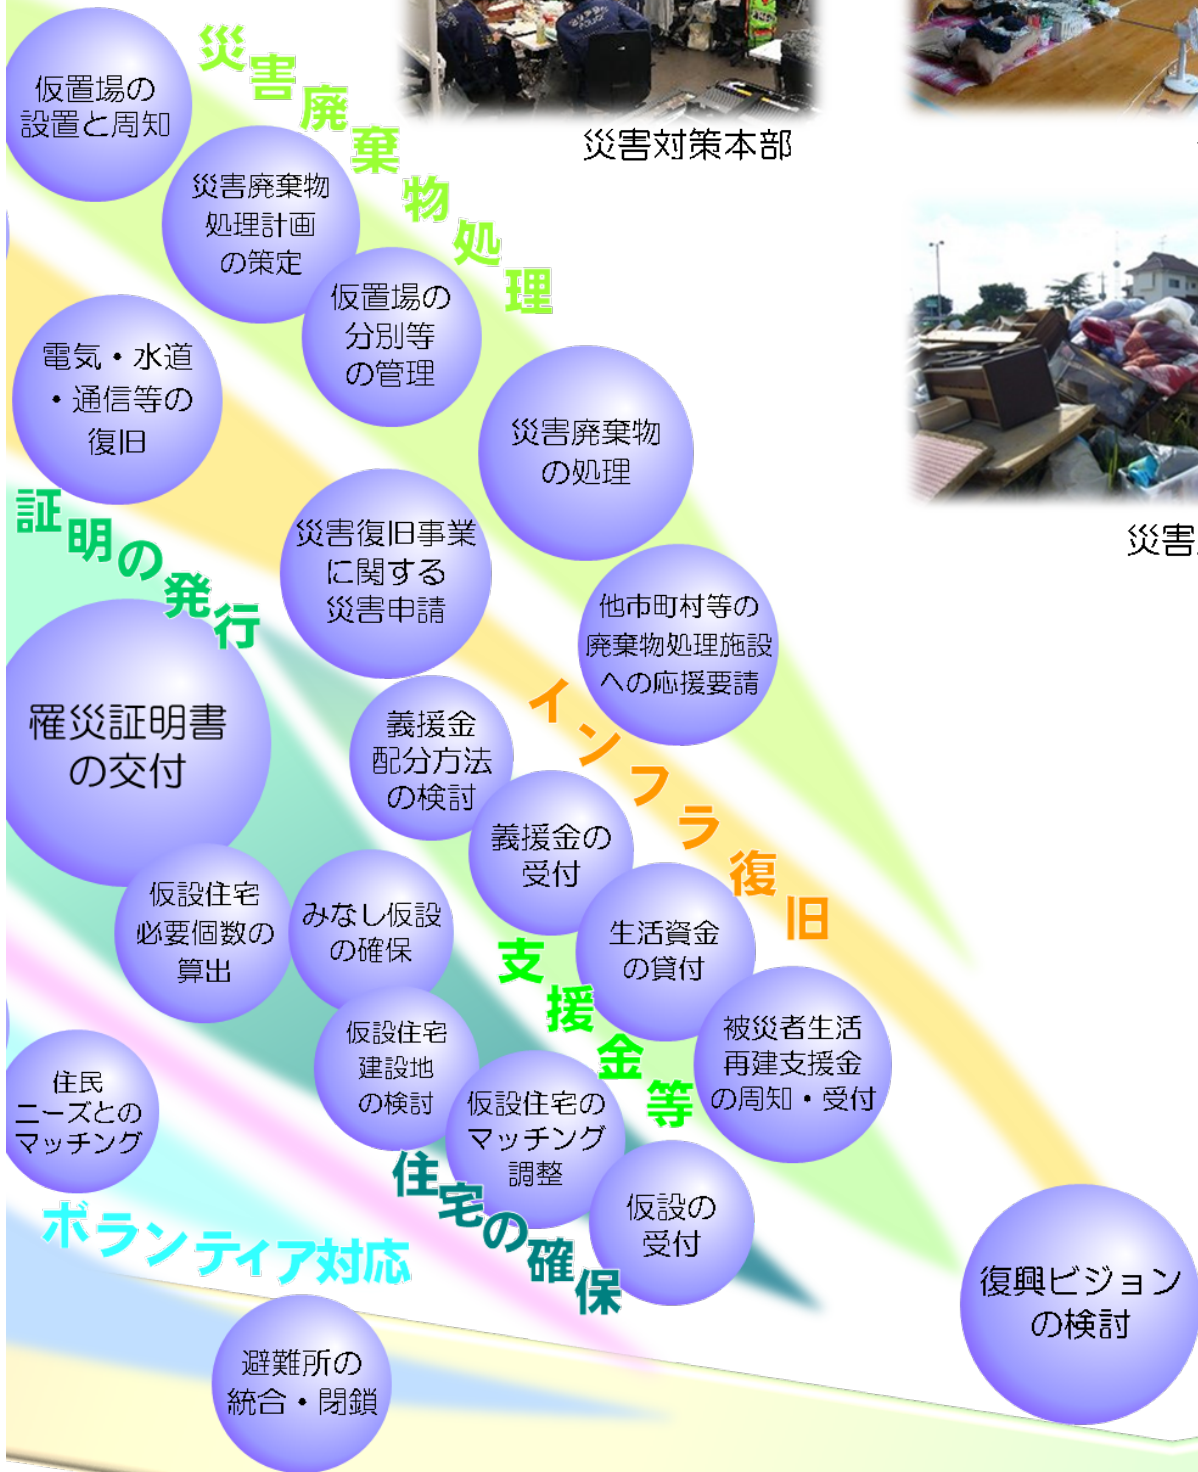 災害廃棄物処理
仮置場の
設置と周知
災害対策本部
災害廃棄物
処理計画
の策定
仮置場の
分別等
の管理
電気・水道
・通信等の
復旧
災害廃棄物
の処理
災害
証明の発行
災害復旧事業
に関する
災害申請
他市町村等の
廃棄物処理施設
への応援要請
インフラ復旧
罹災証明書
の交付
義援金
配分方法
の検討
義援金の
受付
仮設住宅
必要個数の
算出
みなし仮設
の確保
生活資金
の貸付
支援金等
被災者生活
再建支援金
の周知・受付
仮設住宅
建設地
の検討
住民
ニーズとの
マッチング
仮設住宅の
マッチング
調整
住宅の確保
仮設の
受付
ボランティア対応
復興ビジョン
の検討
避難所の
統合・閉鎖